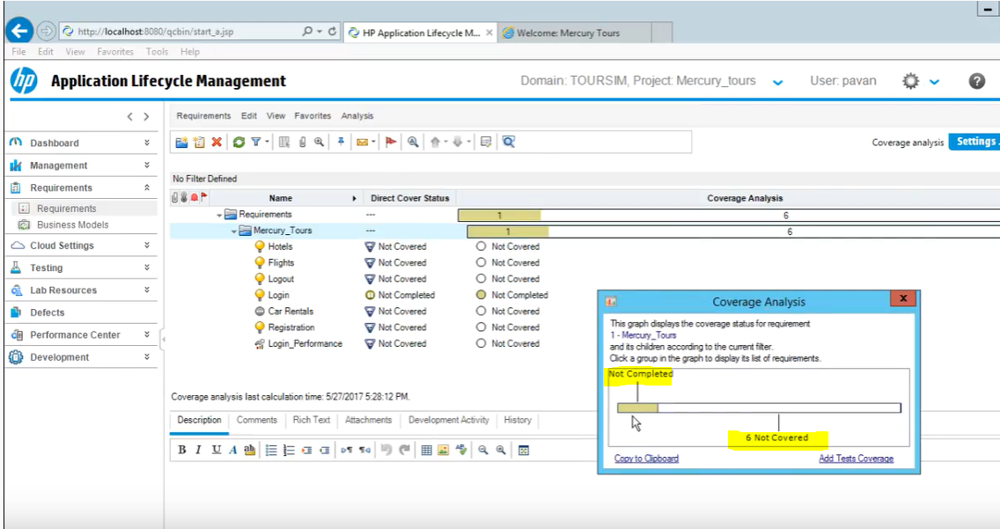 http://localhost:8080/qcbin/start_a.jsp
HP Application Lifecycle M...
Welcome: Mercury Tours
File Edit View Favorites Tools Help
hp
Application Lifecycle Management
Domain: TOURSIM, Project: Mercury_tours
User: pavan
Requirements Edit View Favorites Analysis
Dashboard
Management
Requirements
Requirements
Business Models
Cloud Settings
Testing
Lab Resources
Defects
Performance Center
Development
Coverage analysis Settings
No Filter Defined
Name Direct Cover Status Coverage Analysis
Requirements --- 1 6
Mercury_Tours --- 1 6
Hotels Not Covered Not Covered
Flights Not Covered Not Covered
Logout Not Covered Not Covered
Login Not Completed Not Completed
Car Rentals Not Covered Not Covered
Registration Not Covered Not Covered
Login_Performance Not Covered Not Covered
Coverage analysis last calculation time: 5/27/2017 5:28:12 PM.
Description Comments Rich Text Attachments Development Activity History
B I U A ab
Coverage Analysis
This graph displays the coverage status for requirement
1 - Mercury_Tours
and its children according to the current filter.
Click a group in the graph to display its list of requirements.
Not Completed
6 Not Covered
Copy to Clipboard Add Tests Coverage